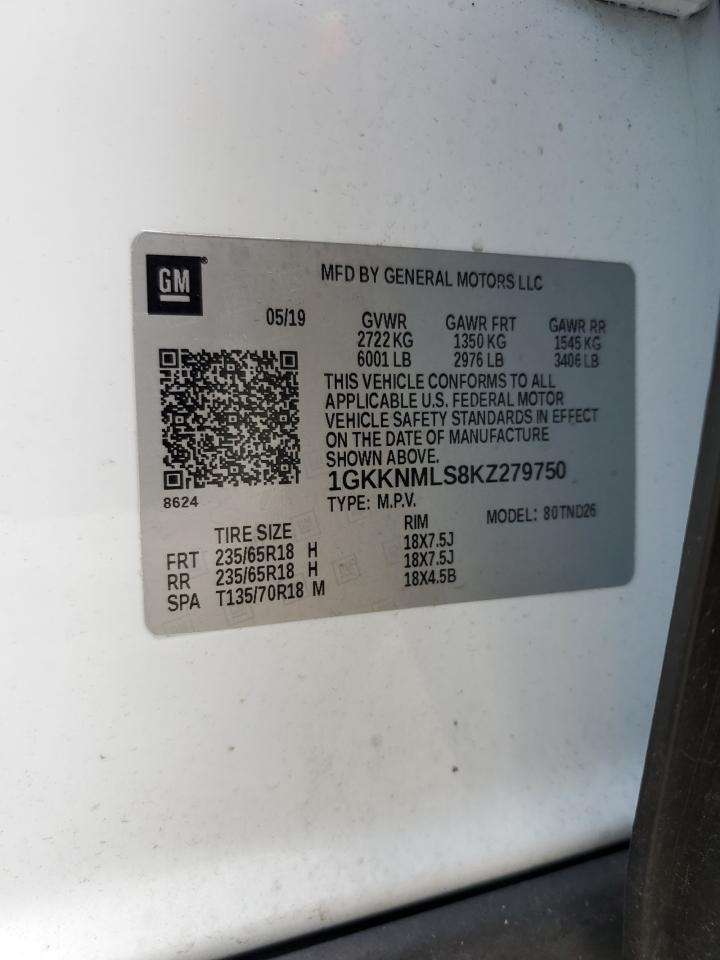 GM®
MFD BY GENERAL MOTORS LLC
05/19
GVWR GAWR FRT GAWR RR
2722 KG 1350 KG 1545 KG
6001 LB 2976 LB 3406 LB
THIS VEHICLE CONFORMS TO ALL
APPLICABLE U.S. FEDERAL MOTOR
VEHICLE SAFETY STANDARDS IN EFFECT
ON THE DATE OF MANUFACTURE
SHOWN ABOVE.
1GKKNMLS8KZ279750
8624
TYPE: M.P.V. MODEL: 80TND26
TIRE SIZE RIM
FRT 235/65R18 H 18X7.5J
RR 235/65R18 H 18X7.5J
SPA T135/70R18 M 18X4.5B